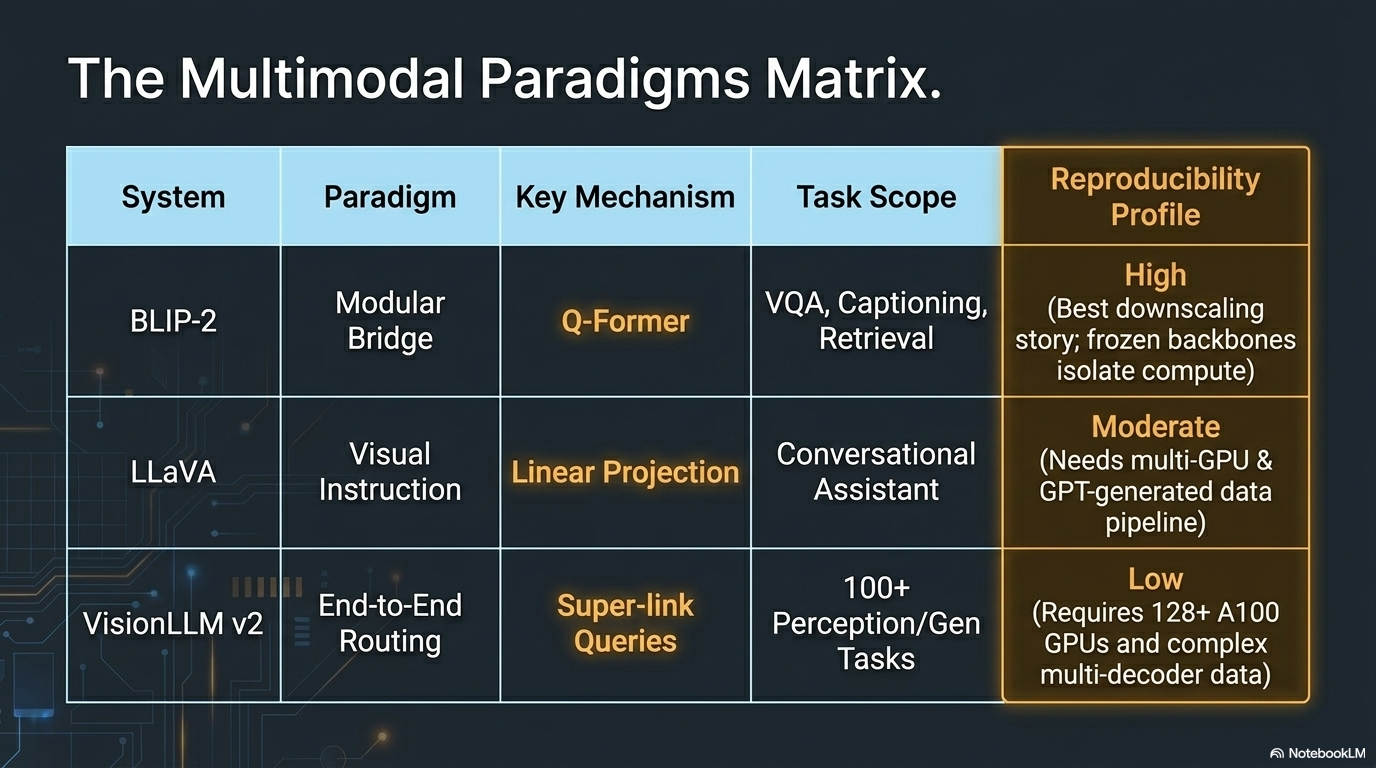 The Multimodal Paradigms Matrix.
System
Paradigm
Key Mechanism
Task Scope
Reproducibility
Profile
BLIP-2
Modular
Bridge
Q-Former
VQA, Captioning,
Retrieval
High
(Best downscaling
story; frozen backbones
isolate compute)
LLaVA
Visual
Instruction
Linear Projection
Conversational
Assistant
Moderate
(Needs multi-GPU &
GPT-generated data
pipeline)
VisionLLM v2
End-to-End
Routing
Super-link
Queries
100+
Perception/Gen
Tasks
Low
(Requires 128+ A100
GPUs and complex
multi-decoder data)
NotebookLM